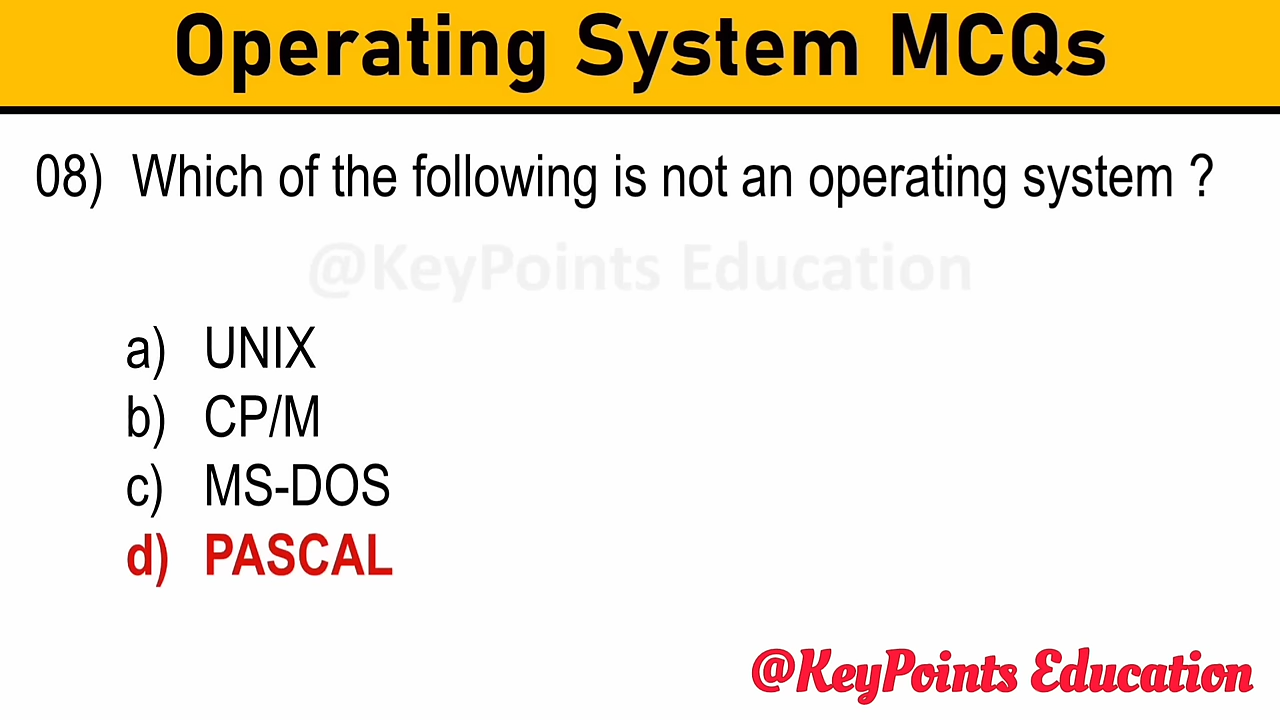 Operating System MCQs
08) Which of the following is not an operating system ?
@KeyPoints Education
a) UNIX
b) CP/M
c) MS-DOS
d) PASCAL
@KeyPoints Education